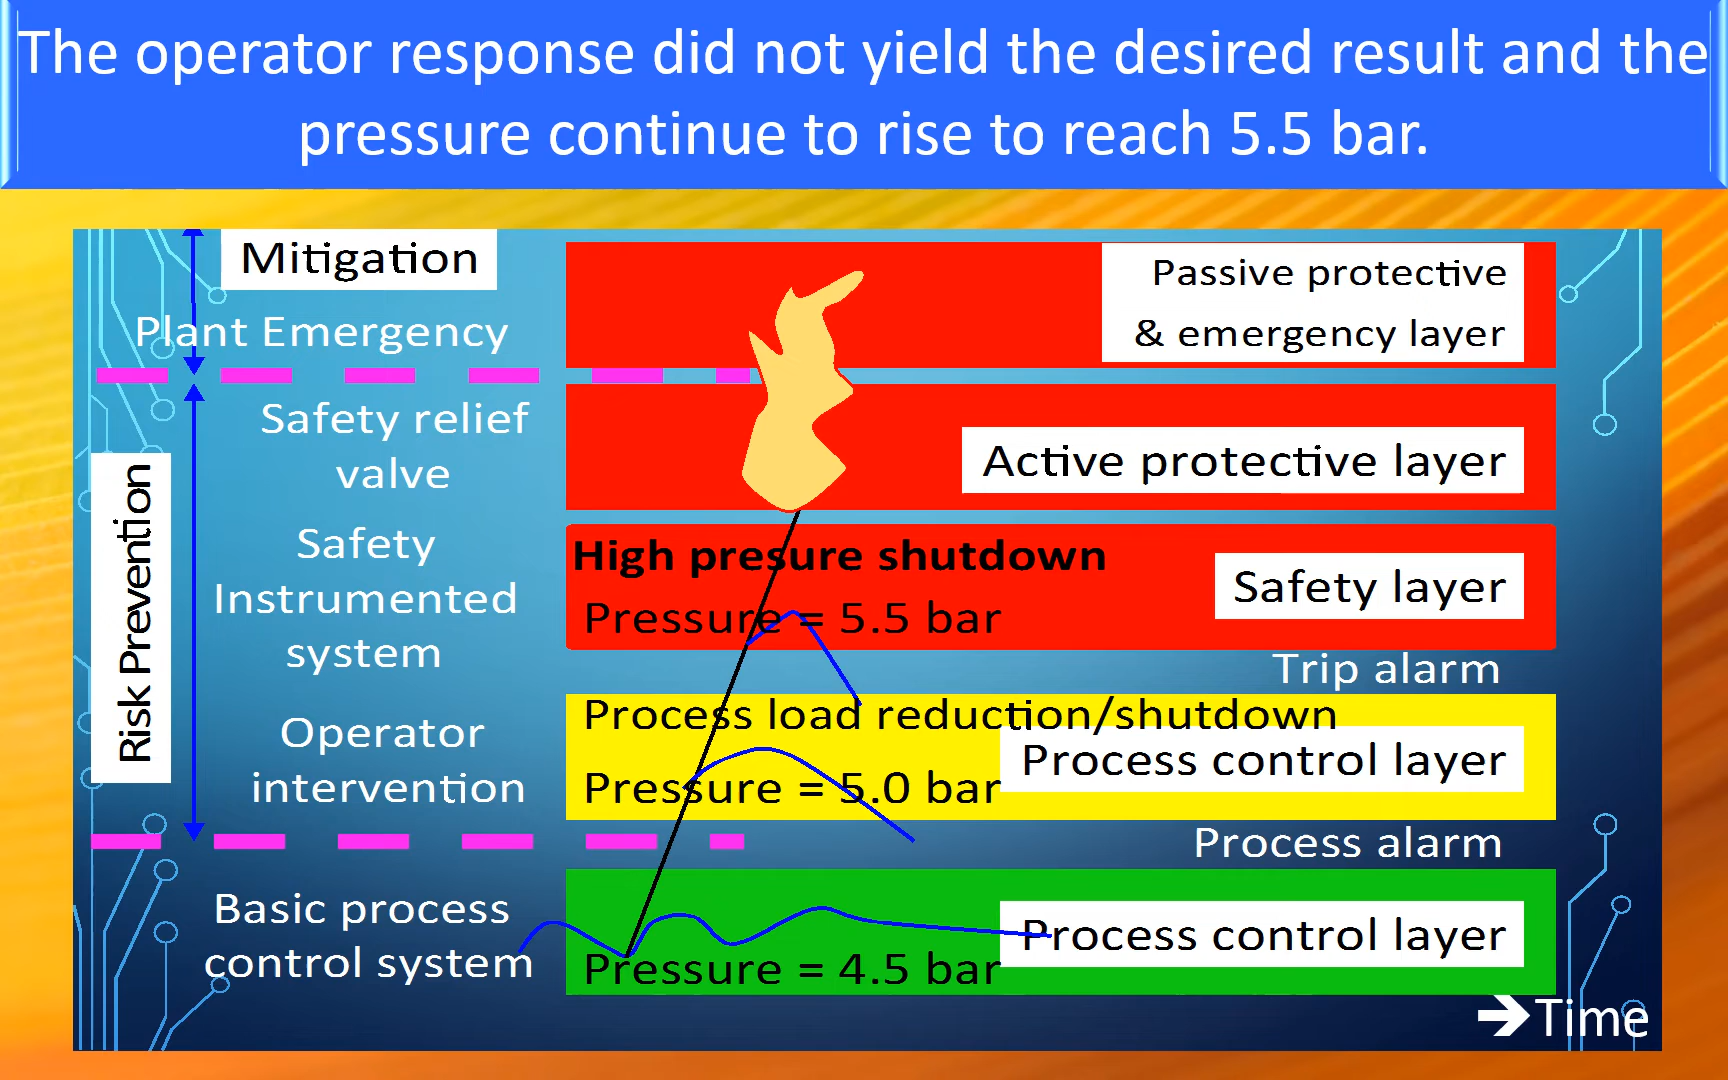 The operator response did not yield the desired result and the
pressure continue to rise to reach 5.5 bar.
Mitigation
Plant Emergency
Passive protective
& emergency layer
Risk Prevention
Safety relief
valve
Active protective layer
Safety
Instrumented
system
High presure shutdown
Pressure = 5.5 bar
Safety layer
Trip alarm
Operator
intervention
Process load reduction/shutdown
Pressure = 5.0 bar
Process control layer
Process alarm
Basic process
control system
Pressure = 4.5 bar
Process control layer
Time